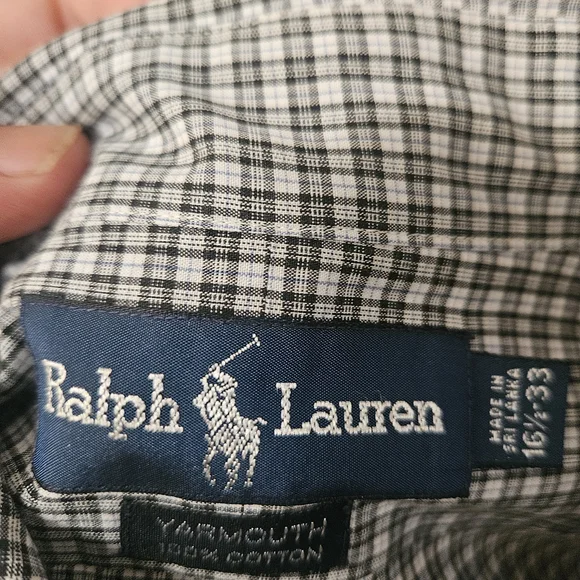 Ralph Lauren
MADE IN
SRI LANKA
16½-33
YARMOUTH
100% COTTON